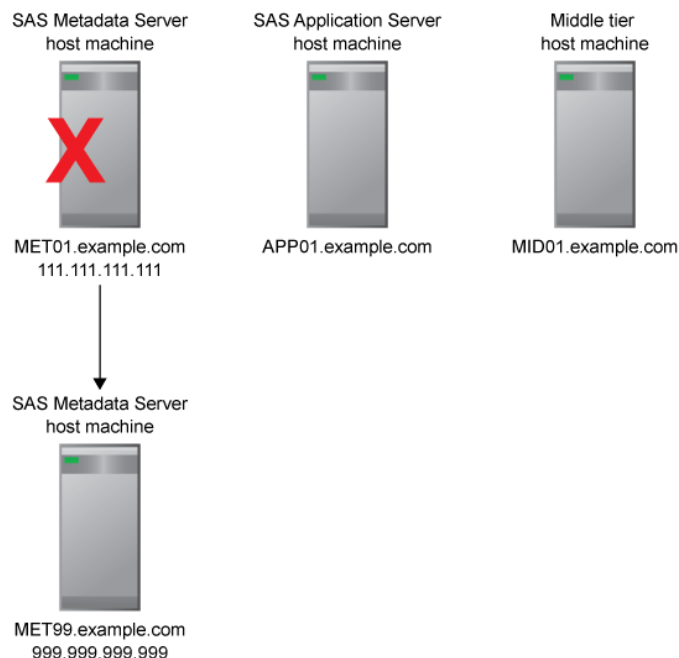 SAS Metadata Server
host machine
SAS Application Server
host machine
Middle tier
host machine
X
MET01.example.com
111.111.111.111
APP01.example.com
MID01.example.com
SAS Metadata Server
host machine
MET99.example.com
999.999.999.999